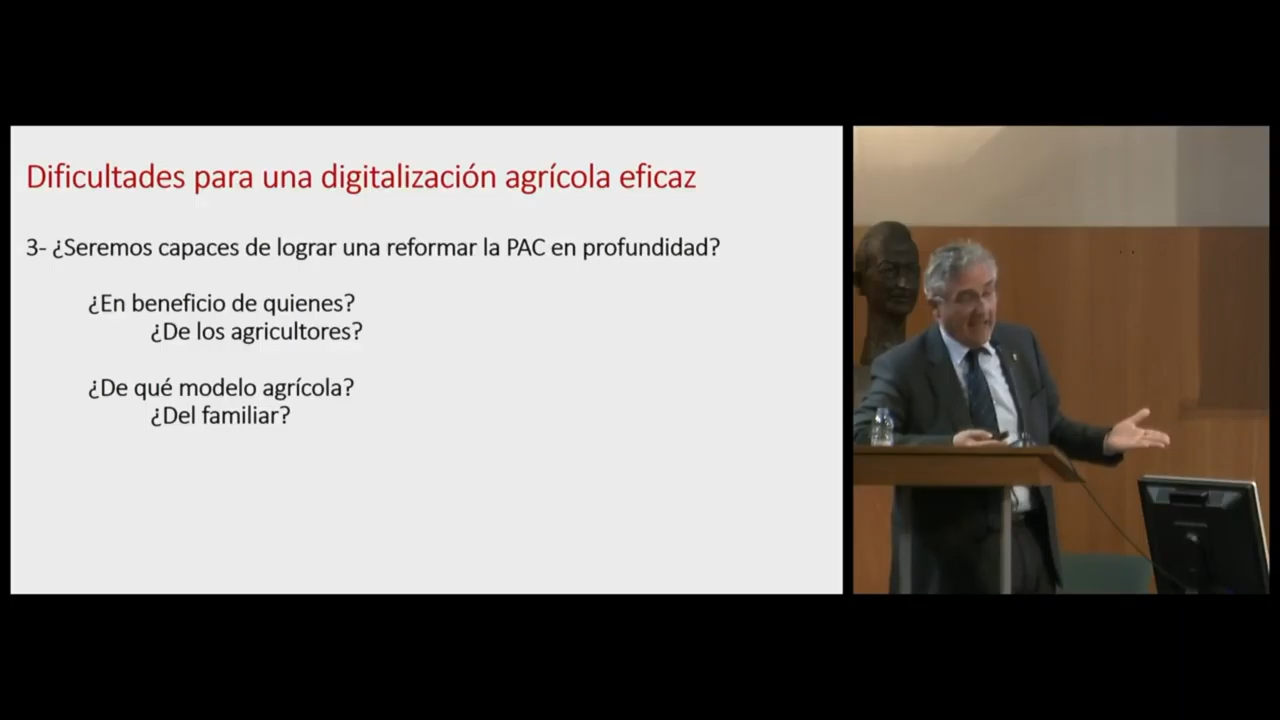 Dificultades para una digitalización agrícola eficaz
3- ¿Seremos capaces de lograr una reformar la PAC en profundidad?
¿En beneficio de quienes?
¿De los agricultores?
¿De qué modelo agrícola?
¿Del familiar?